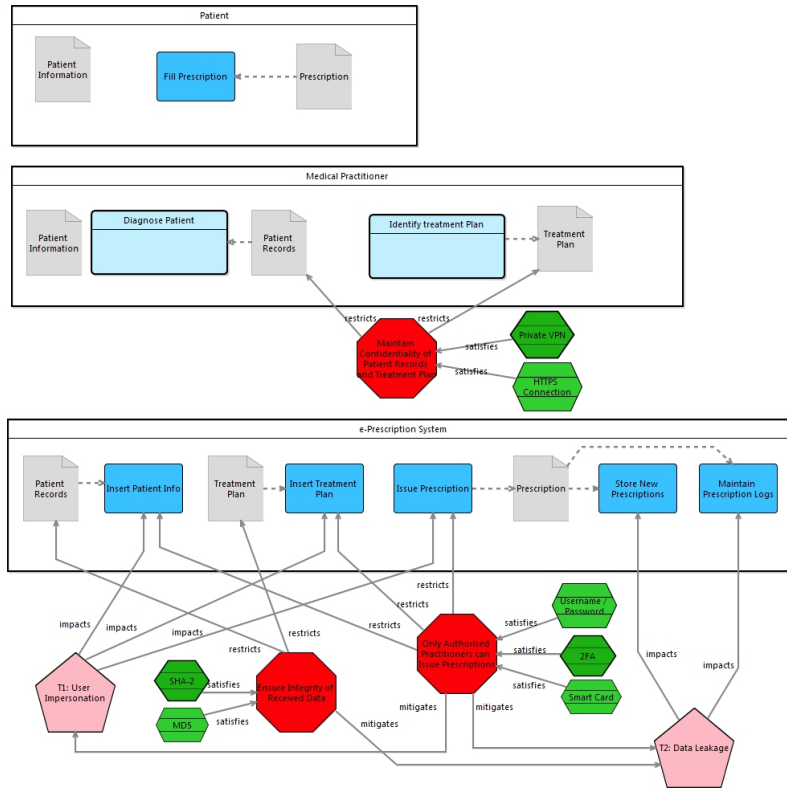 Patient
Patient
Information
Fill Prescription
Prescription
Medical Practitioner
Patient
Information
Diagnose Patient
Patient
Records
Identify treatment Plan
Treatment
Plan
restricts
restricts
Maintain
Confidentiality of
Patient Records
and Treatment Plan
satisfies
Private VPN
satisfies
HTTPS
Connection
e-Prescription System
Patient
Records
Insert Patient Info
Treatment
Plan
Insert Treatment
Plan
Issue Prescription
Prescription
Store New
Prescriptions
Maintain
Prescription Logs
restricts
restricts
restricts
impacts
impacts
impacts
restricts
restricts
Only Authorised
Practitioners can
Issue Prescriptions
satisfies
Username /
Password
satisfies
2FA
satisfies
Smart Card
impacts
impacts
T1: User
Impersonation
SHA-2
satisfies
MD5
satisfies
Ensure Integrity of
Received Data
mitigates
mitigates
mitigates
T2: Data Leakage